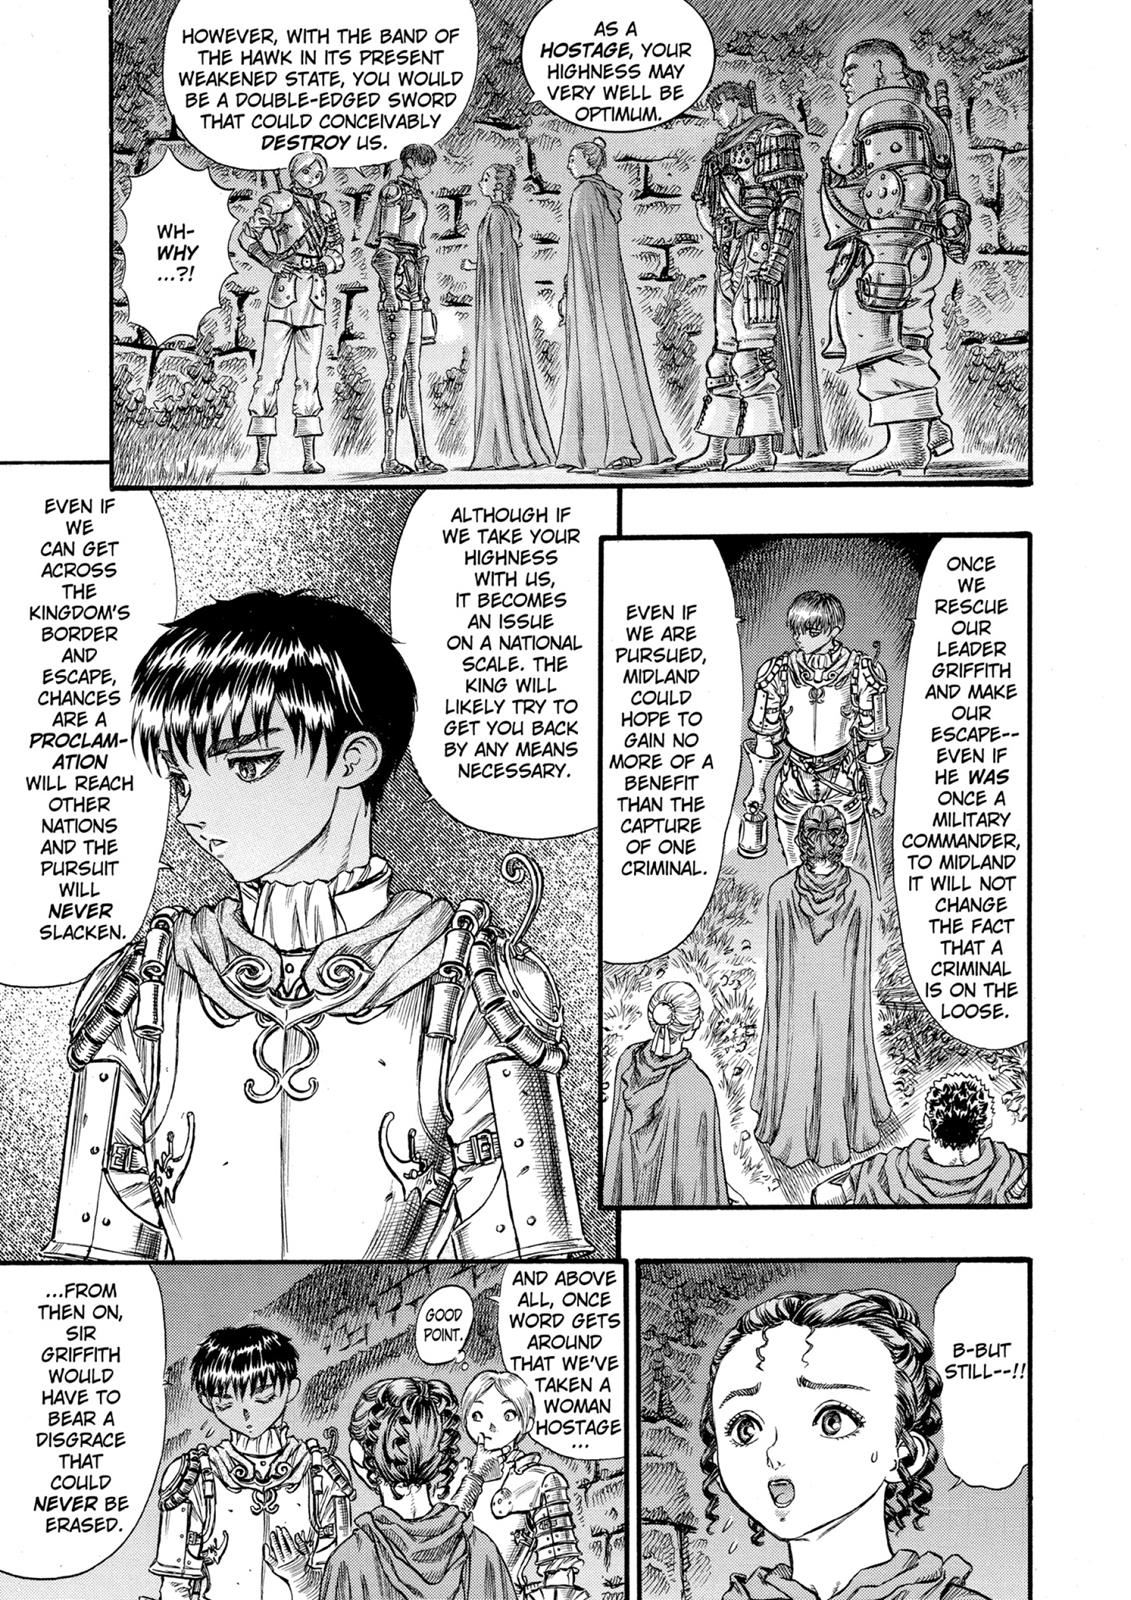 AS A
HOSTAGE, YOUR
HIGHNESS MAY
VERY WELL BE
OPTIMUM.
HOWEVER, WITH THE BAND OF
THE HAWK IN ITS PRESENT
WEAKENED STATE, YOU WOULD
BE A DOUBLE-EDGED SWORD
THAT COULD CONCEIVABLY
DESTROY US.
WH-
WHY
...?!
ONCE
WE
RESCUE
OUR
LEADER
GRIFFITH
AND MAKE
OUR
ESCAPE--
EVEN IF
HE WAS
ONCE A
MILITARY
COMMANDER,
TO MIDLAND
IT WILL NOT
CHANGE
THE FACT
THAT A
CRIMINAL
IS ON THE
LOOSE.
EVEN IF
WE ARE
PURSUED,
MIDLAND
COULD
HOPE TO
GAIN NO
MORE OF A
BENEFIT
THAN THE
CAPTURE
OF ONE
CRIMINAL.
ALTHOUGH IF
WE TAKE YOUR
HIGHNESS
WITH US,
IT BECOMES
AN ISSUE
ON A NATIONAL
SCALE. THE
KING WILL
LIKELY TRY TO
GET YOU BACK
BY ANY MEANS
NECESSARY.
EVEN IF
WE
CAN GET
ACROSS
THE
KINGDOM'S
BORDER
AND
ESCAPE,
CHANCES
ARE A
PROCLAM-
ATION
WILL REACH
OTHER
NATIONS
AND THE
PURSUIT
WILL
NEVER
SLACKEN.
B-BUT
STILL--!!
AND ABOVE
ALL, ONCE
WORD GETS
AROUND
THAT WE'VE
TAKEN A
WOMAN
HOSTAGE
...
GOOD
POINT.
...FROM
THEN ON,
SIR
GRIFFITH
WOULD
HAVE TO
BEAR A
DISGRACE
THAT
COULD
NEVER BE
ERASED.